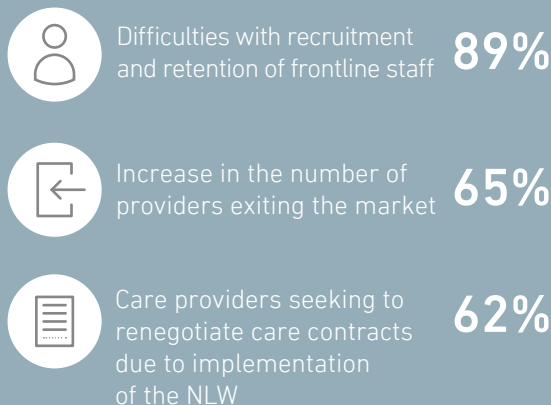 Difficulties with recruitment
and retention of frontline staff
89%
Increase in the number of
providers exiting the market
65%
Care providers seeking to
renegotiate care contracts
due to implementation
of the NLW
62%